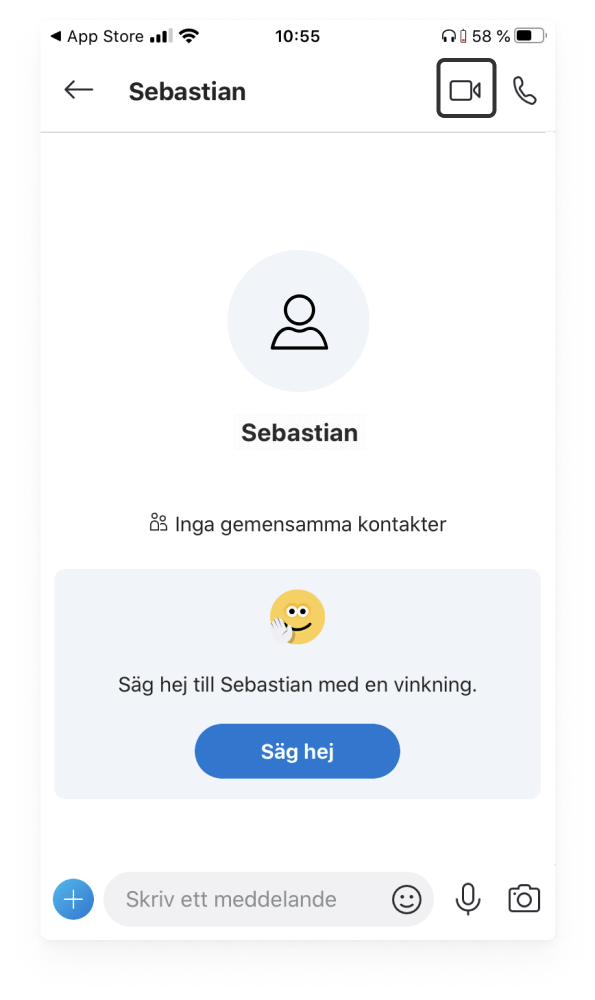 ◀ App Store 10:55 58 %
Sebastian
Sebastian
Inga gemensamma kontakter
Säg hej till Sebastian med en vinkning.
Säg hej
Skriv ett meddelande